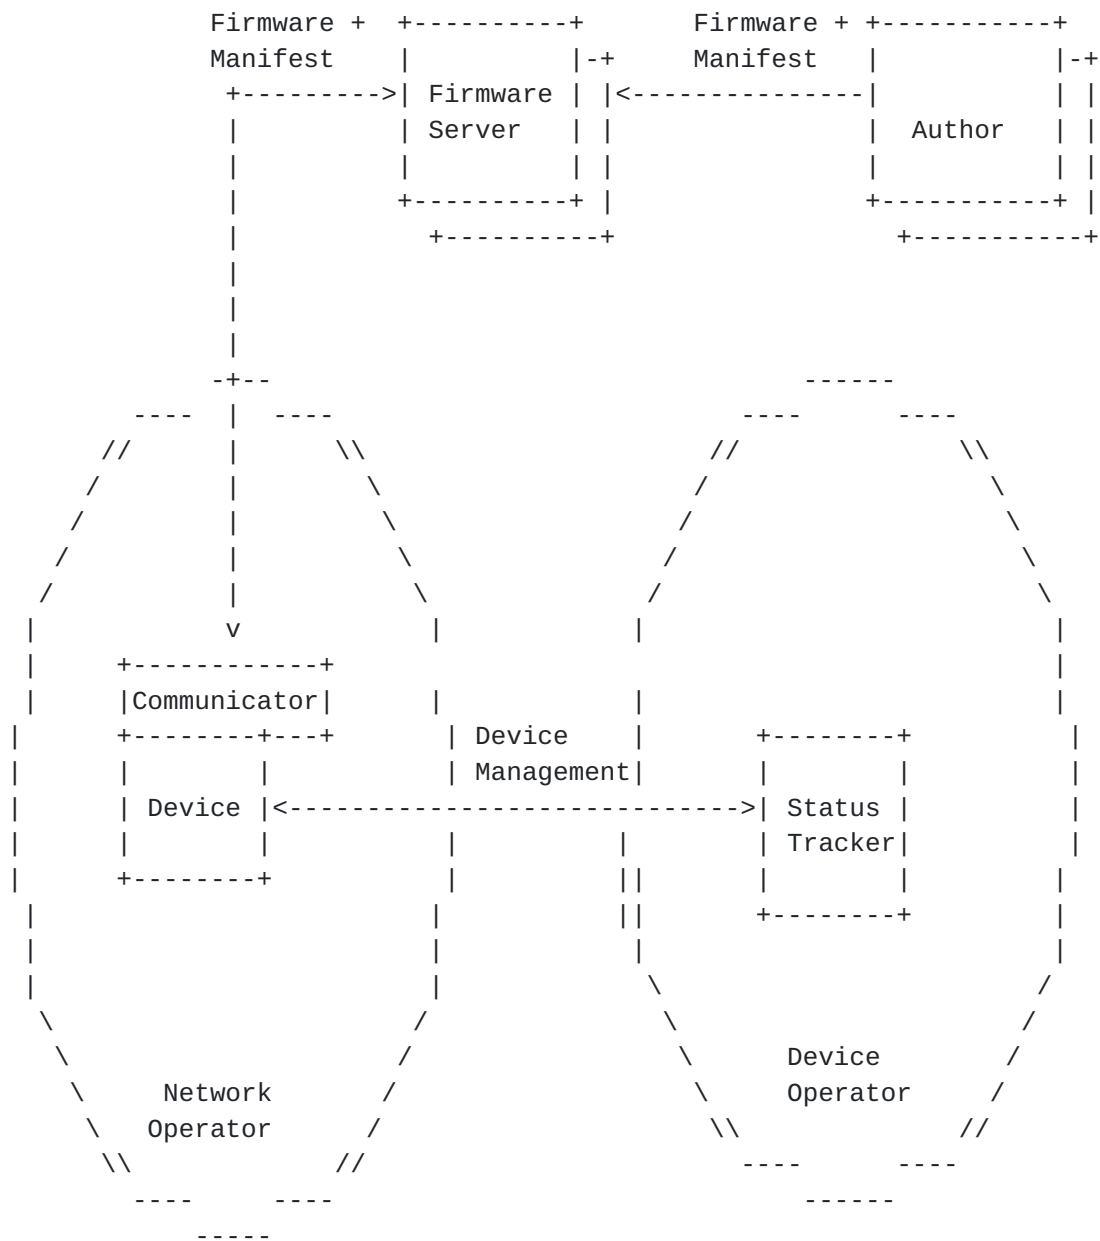 Firmware + Firmware +
Manifest Manifest
Firmware
Server Author
Communicator
Device
Management
Device Status
Tracker
Device
Network Operator
Operator